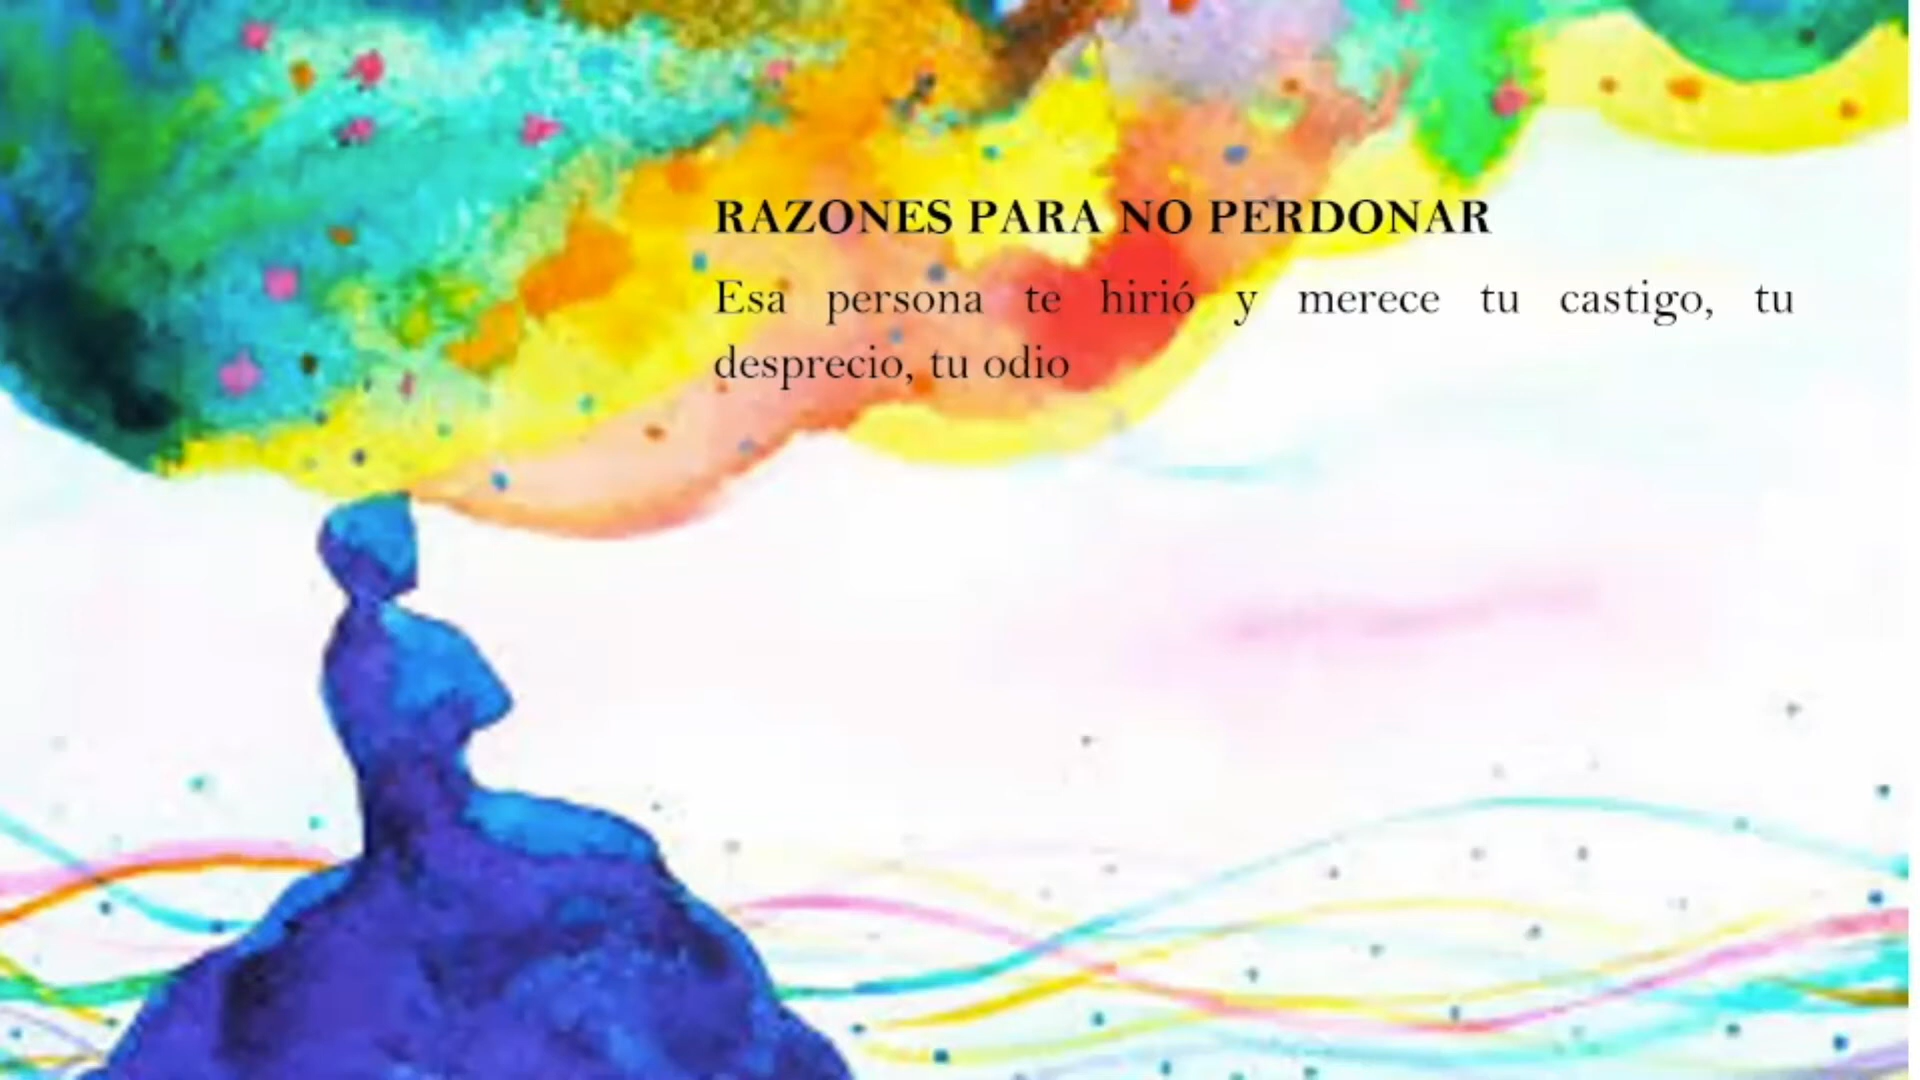 RAZONES PARA NO PERDONAR
Esa persona te hirió y merece tu castigo, tu
desprecio, tu odio